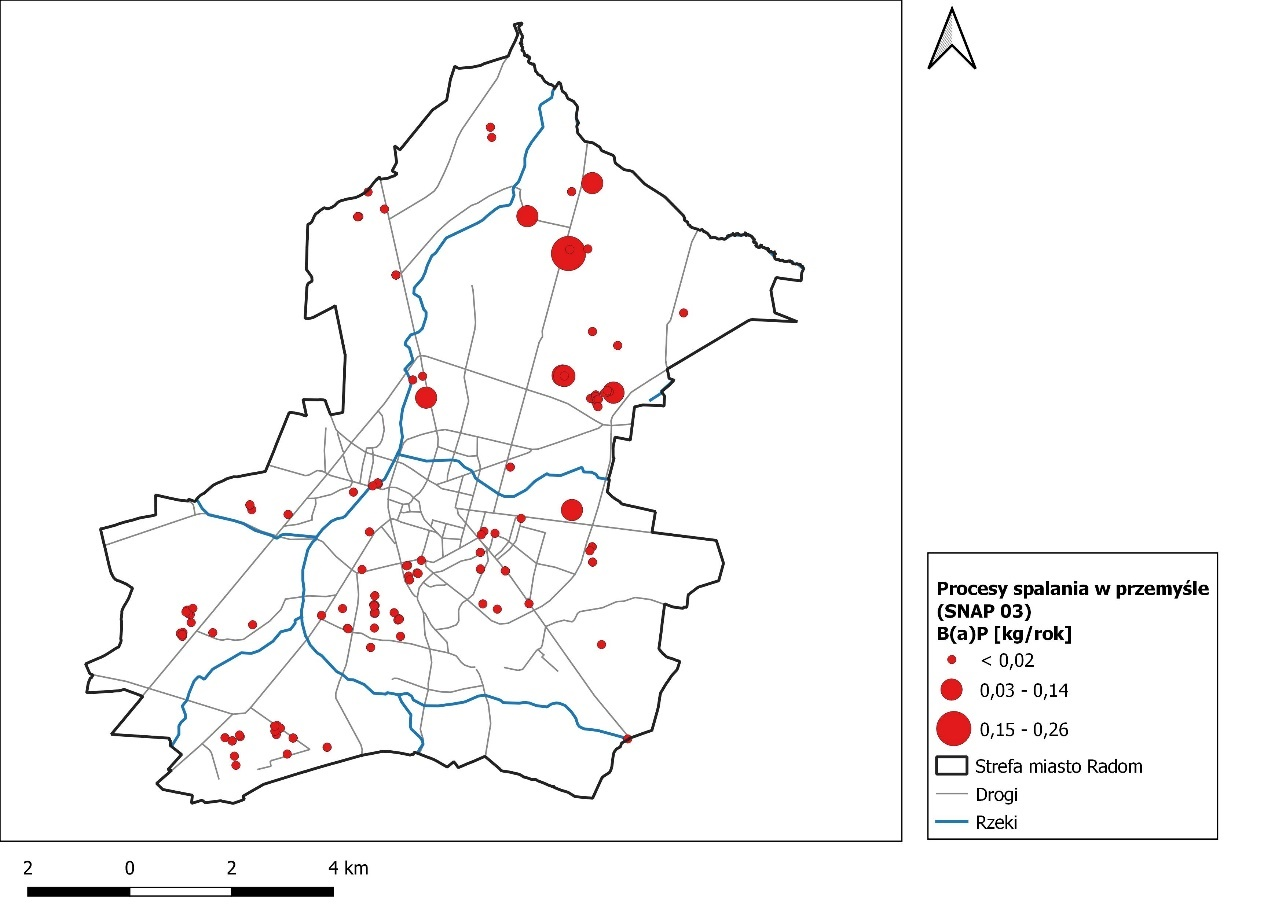 Procesy spalania w przemyśle
(SNAP 03)
B(a)P [kg/rok]
< 0,02
0,03 - 0,14
0,15 - 0,26
Strefa miasto Radom
Drogi
Rzeki
2 0 2 4 km